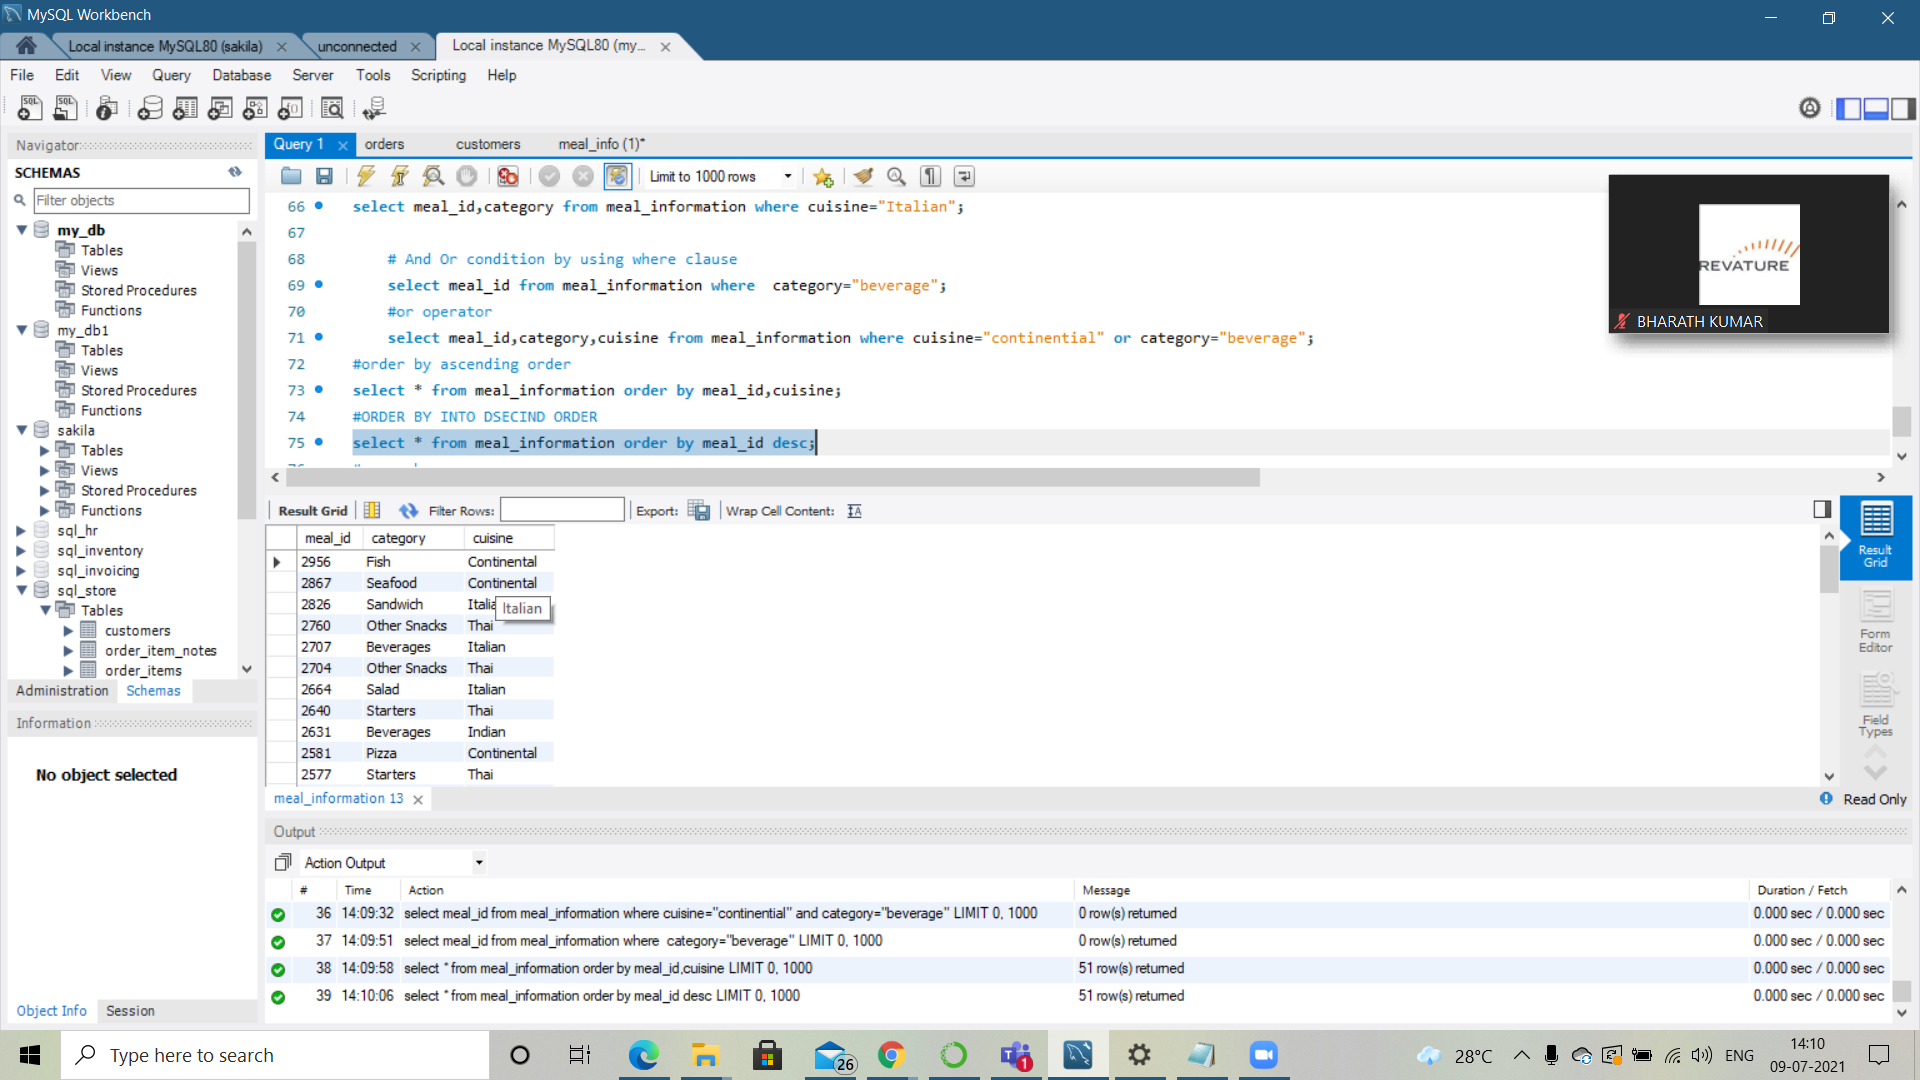 MySQL Workbench
Local instance MySQL80 (sakila)
unconnected
Local instance MySQL80 (my...
File Edit View Query Database Server Tools Scripting Help
Navigator
SCHEMAS
Filter objects
my_db
Tables
Views
Stored Procedures
Functions
my_db1
Tables
Views
Stored Procedures
Functions
sakila
Tables
Views
Stored Procedures
Functions
sql_hr
sql_inventory
sql_invoicing
sql_store
Tables
customers
order_item_notes
order_items
Administration Schemas
Information
No object selected
Object Info Session
Query 1 orders customers meal_info (1)*
Limit to 1000 rows
66 select meal_id,category from meal_information where cuisine="Italian";
67
68 # And Or condition by using where clause
69 select meal_id from meal_information where  category="beverage";
70 #or operator
71 select meal_id,category,cuisine from meal_information where cuisine="continential" or category="beverage";
72 #order by ascending order
73 select * from meal_information order by meal_id,cuisine;
74 #ORDER BY INTO DSECIND ORDER
75 select * from meal_information order by meal_id desc;
REVATURE
BHARATH KUMAR
Result Grid Filter Rows: Export: Wrap Cell Content:
meal_id category cuisine
2956 Fish Continental
2867 Seafood Continental
2826 Sandwich Italian
Italian
2760 Other Snacks Thai
2707 Beverages Italian
2704 Other Snacks Thai
2664 Salad Italian
2640 Starters Thai
2631 Beverages Indian
2581 Pizza Continental
2577 Starters Thai
Result Grid
Form Editor
Field Types
meal_information 13
Read Only
Output
Action Output
# Time Action Message Duration / Fetch
36 14:09:32 select meal_id from meal_information where cuisine="continential" and category="beverage" LIMIT 0, 1000 0 row(s) returned 0.000 sec / 0.000 sec
37 14:09:51 select meal_id from meal_information where  category="beverage" LIMIT 0, 1000 0 row(s) returned 0.000 sec / 0.000 sec
38 14:09:58 select * from meal_information order by meal_id,cuisine LIMIT 0, 1000 51 row(s) returned 0.000 sec / 0.000 sec
39 14:10:06 select * from meal_information order by meal_id desc LIMIT 0, 1000 51 row(s) returned 0.000 sec / 0.000 sec
Type here to search
26
1
28°C
ENG
14:10
09-07-2021